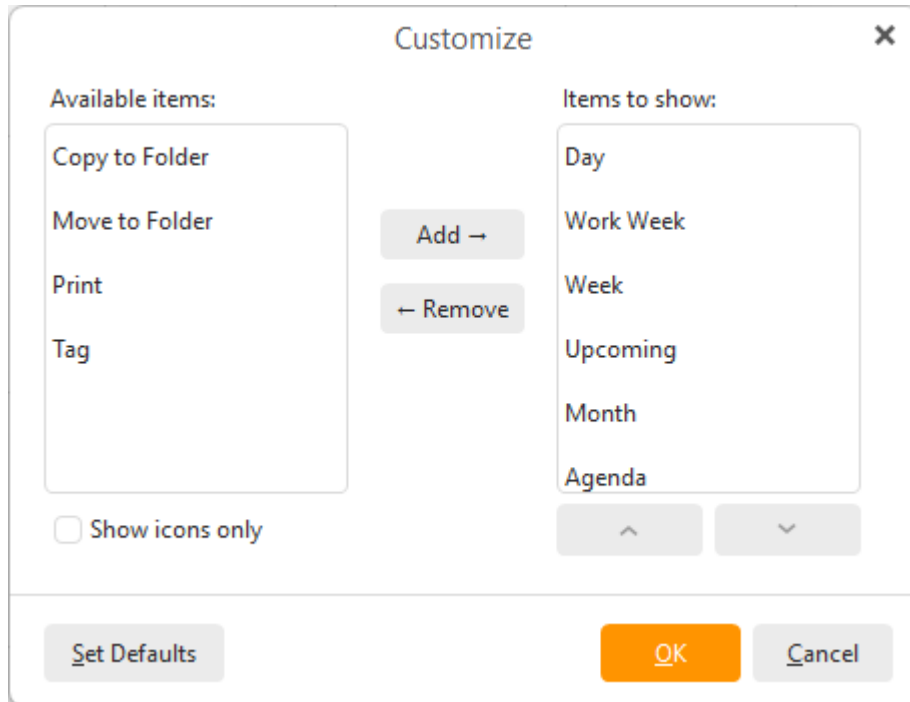 Customize
Available items:
Copy to Folder
Move to Folder
Print
Tag
Show icons only
Add →
← Remove
Items to show:
Day
Work Week
Week
Upcoming
Month
Agenda
Set Defaults
OK
Cancel